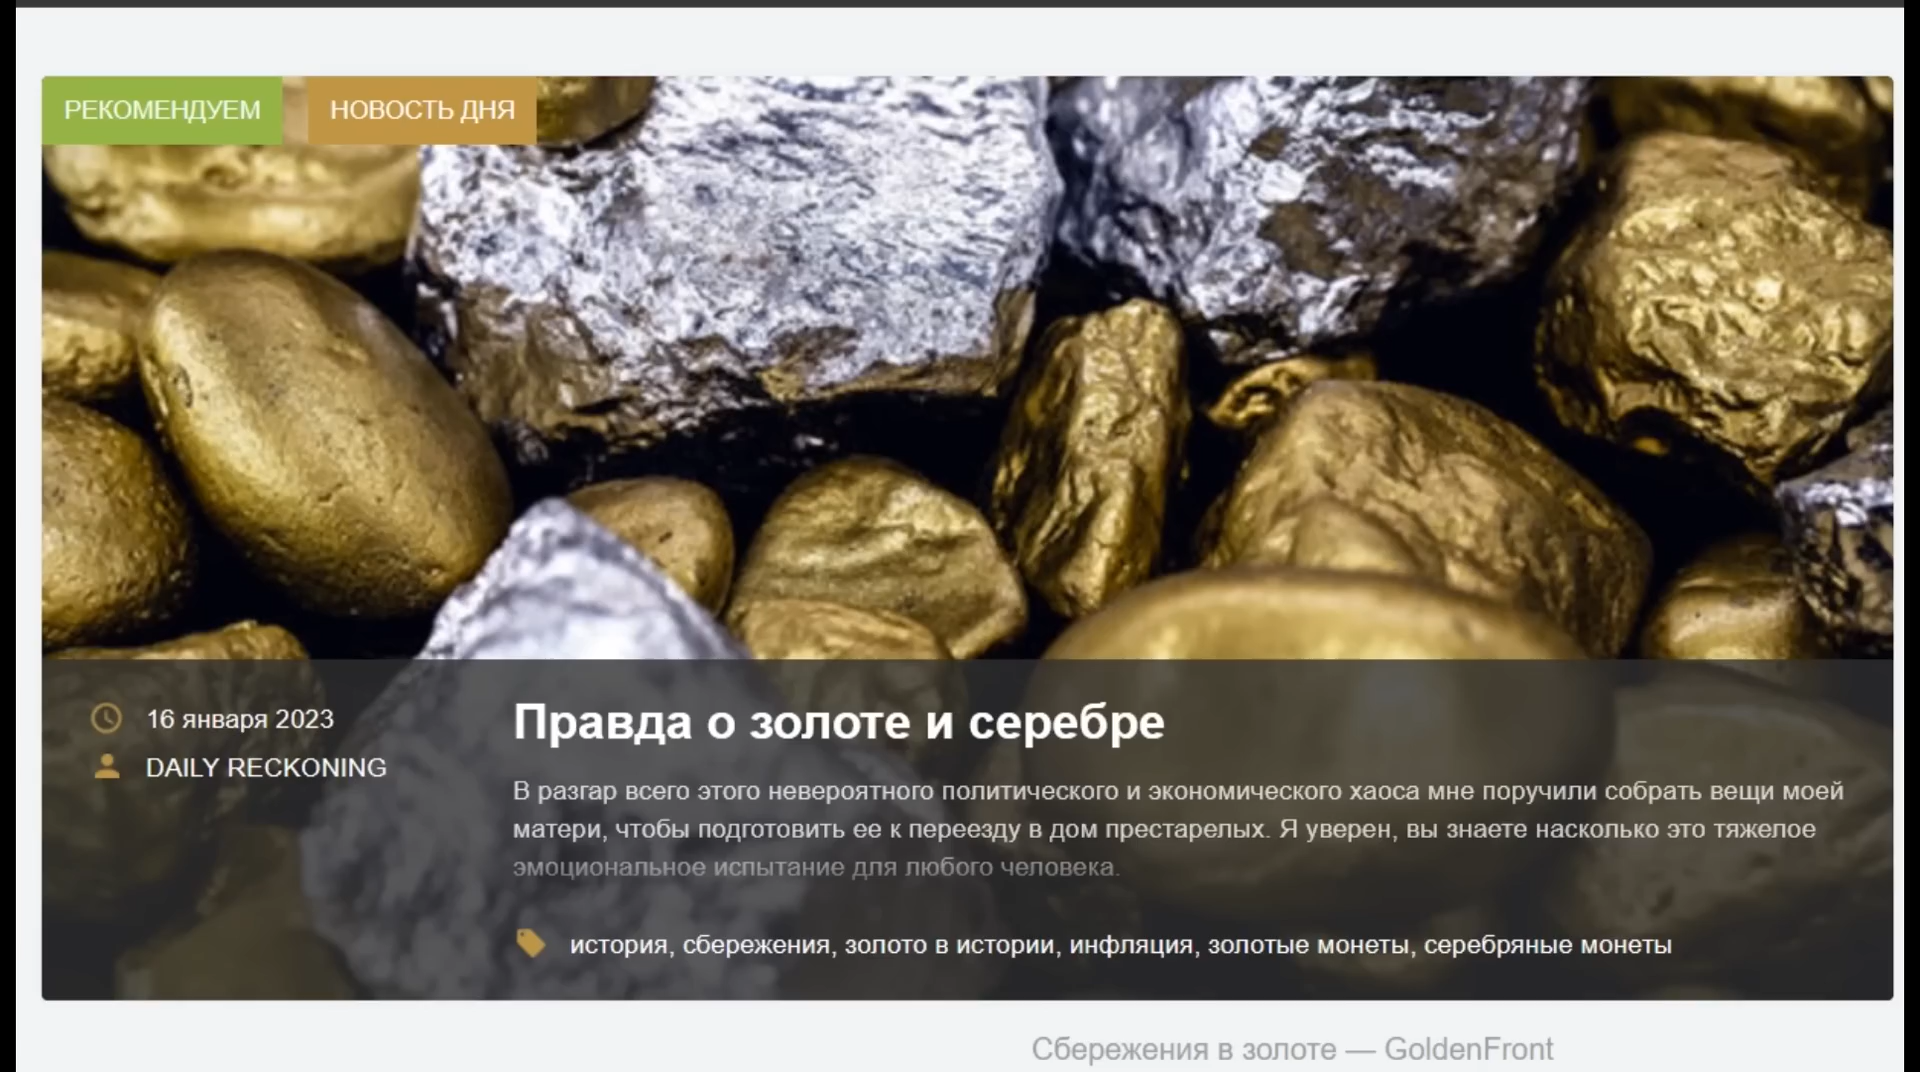 РЕКОМЕНДУЕМ
НОВОСТЬ ДНЯ
16 января 2023
DAILY RECKONING
Правда о золоте и серебре
В разгар всего этого невероятного политического и экономического хаоса мне поручили собрать вещи моей
матери, чтобы подготовить ее к переезду в дом престарелых. Я уверен, вы знаете насколько это тяжелое
эмоциональное испытание для любого человека.
история, сбережения, золото в истории, инфляция, золотые монеты, серебряные монеты
Сбережения в золоте — GoldenFront